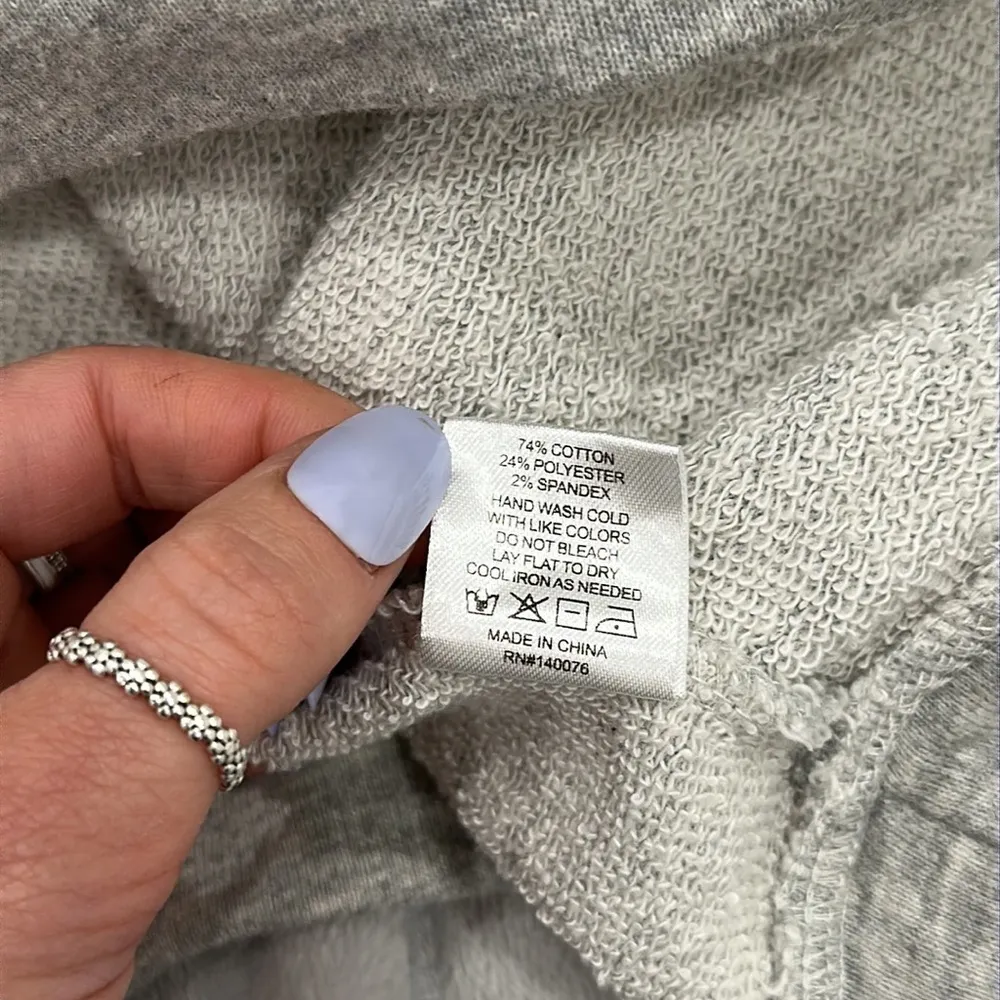 74% COTTON
24% POLYESTER
2% SPANDEX
HAND WASH COLD
WITH LIKE COLORS
DO NOT BLEACH
LAY FLAT TO DRY
COOL IRON AS NEEDED
MADE IN CHINA
RN#140076